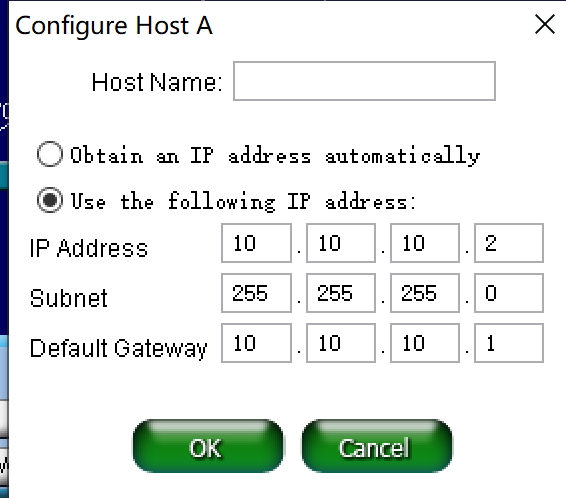 Configure Host A
Host Name:
Obtain an IP address automatically
Use the following IP address:
IP Address 10 . 10 . 10 . 2
Subnet 255 . 255 . 255 . 0
Default Gateway 10 . 10 . 10 . 1
OK Cancel